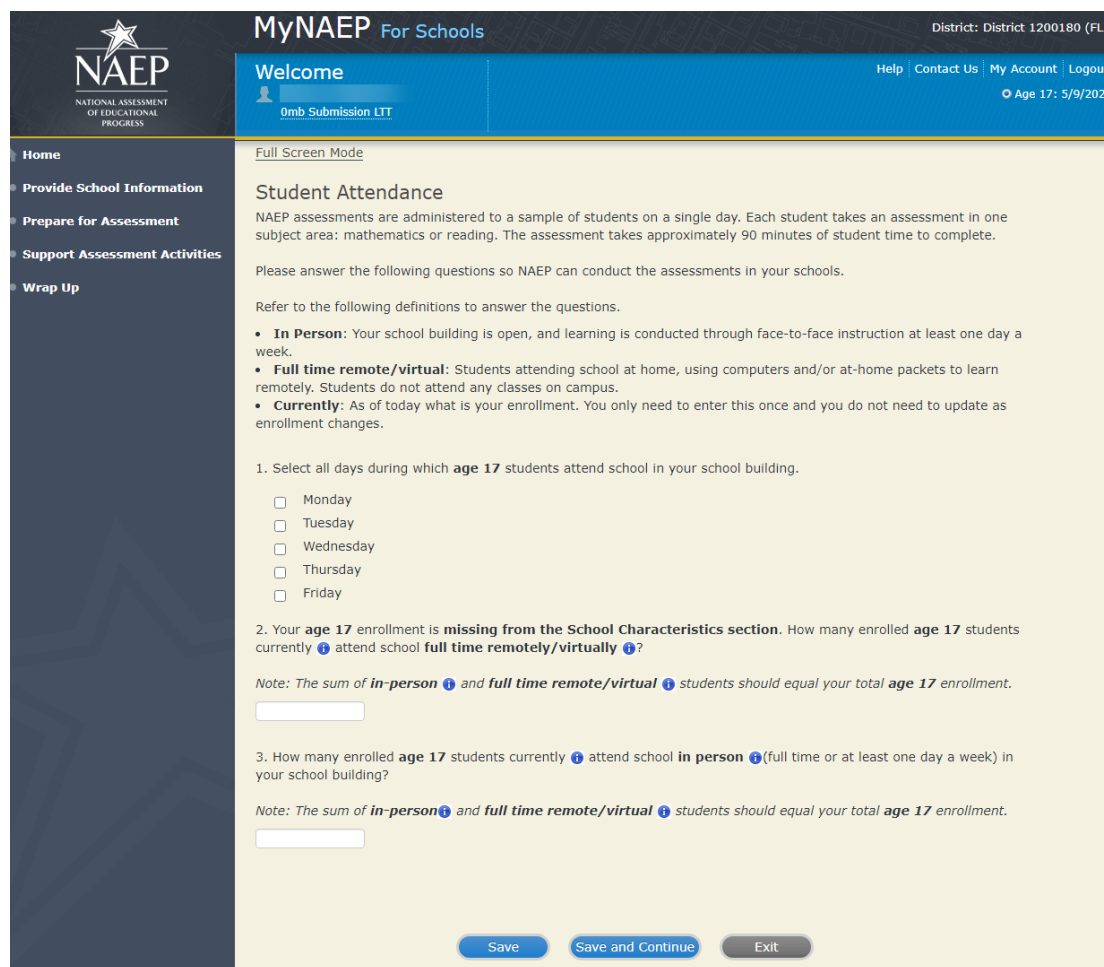 MyNAEP For Schools
District: District 1200180 (FL
NAEP
NATIONAL ASSESSMENT
OF EDUCATIONAL
PROGRESS
Welcome
Help Contact Us My Account Logou
Age 17: 5/9/202
0mb Submission LTT
Home
Provide School Information
Prepare for Assessment
Support Assessment Activities
Wrap Up
Full Screen Mode
Student Attendance
NAEP assessments are administered to a sample of students on a single day. Each student takes an assessment in one
subject area: mathematics or reading. The assessment takes approximately 90 minutes of student time to complete.
Please answer the following questions so NAEP can conduct the assessments in your schools.
Refer to the following definitions to answer the questions.
• In Person: Your school building is open, and learning is conducted through face-to-face instruction at least one day a
week.
• Full time remote/virtual: Students attending school at home, using computers and/or at-home packets to learn
remotely. Students do not attend any classes on campus.
• Currently: As of today what is your enrollment. You only need to enter this once and you do not need to update as
enrollment changes.
1. Select all days during which age 17 students attend school in your school building.
Monday
Tuesday
Wednesday
Thursday
Friday
2. Your age 17 enrollment is missing from the School Characteristics section. How many enrolled age 17 students
currently attend school full time remotely/virtually ?
Note: The sum of in-person and full time remote/virtual students should equal your total age 17 enrollment.
3. How many enrolled age 17 students currently attend school in person (full time or at least one day a week) in
your school building?
Note: The sum of in-person and full time remote/virtual students should equal your total age 17 enrollment.
Save Save and Continue Exit